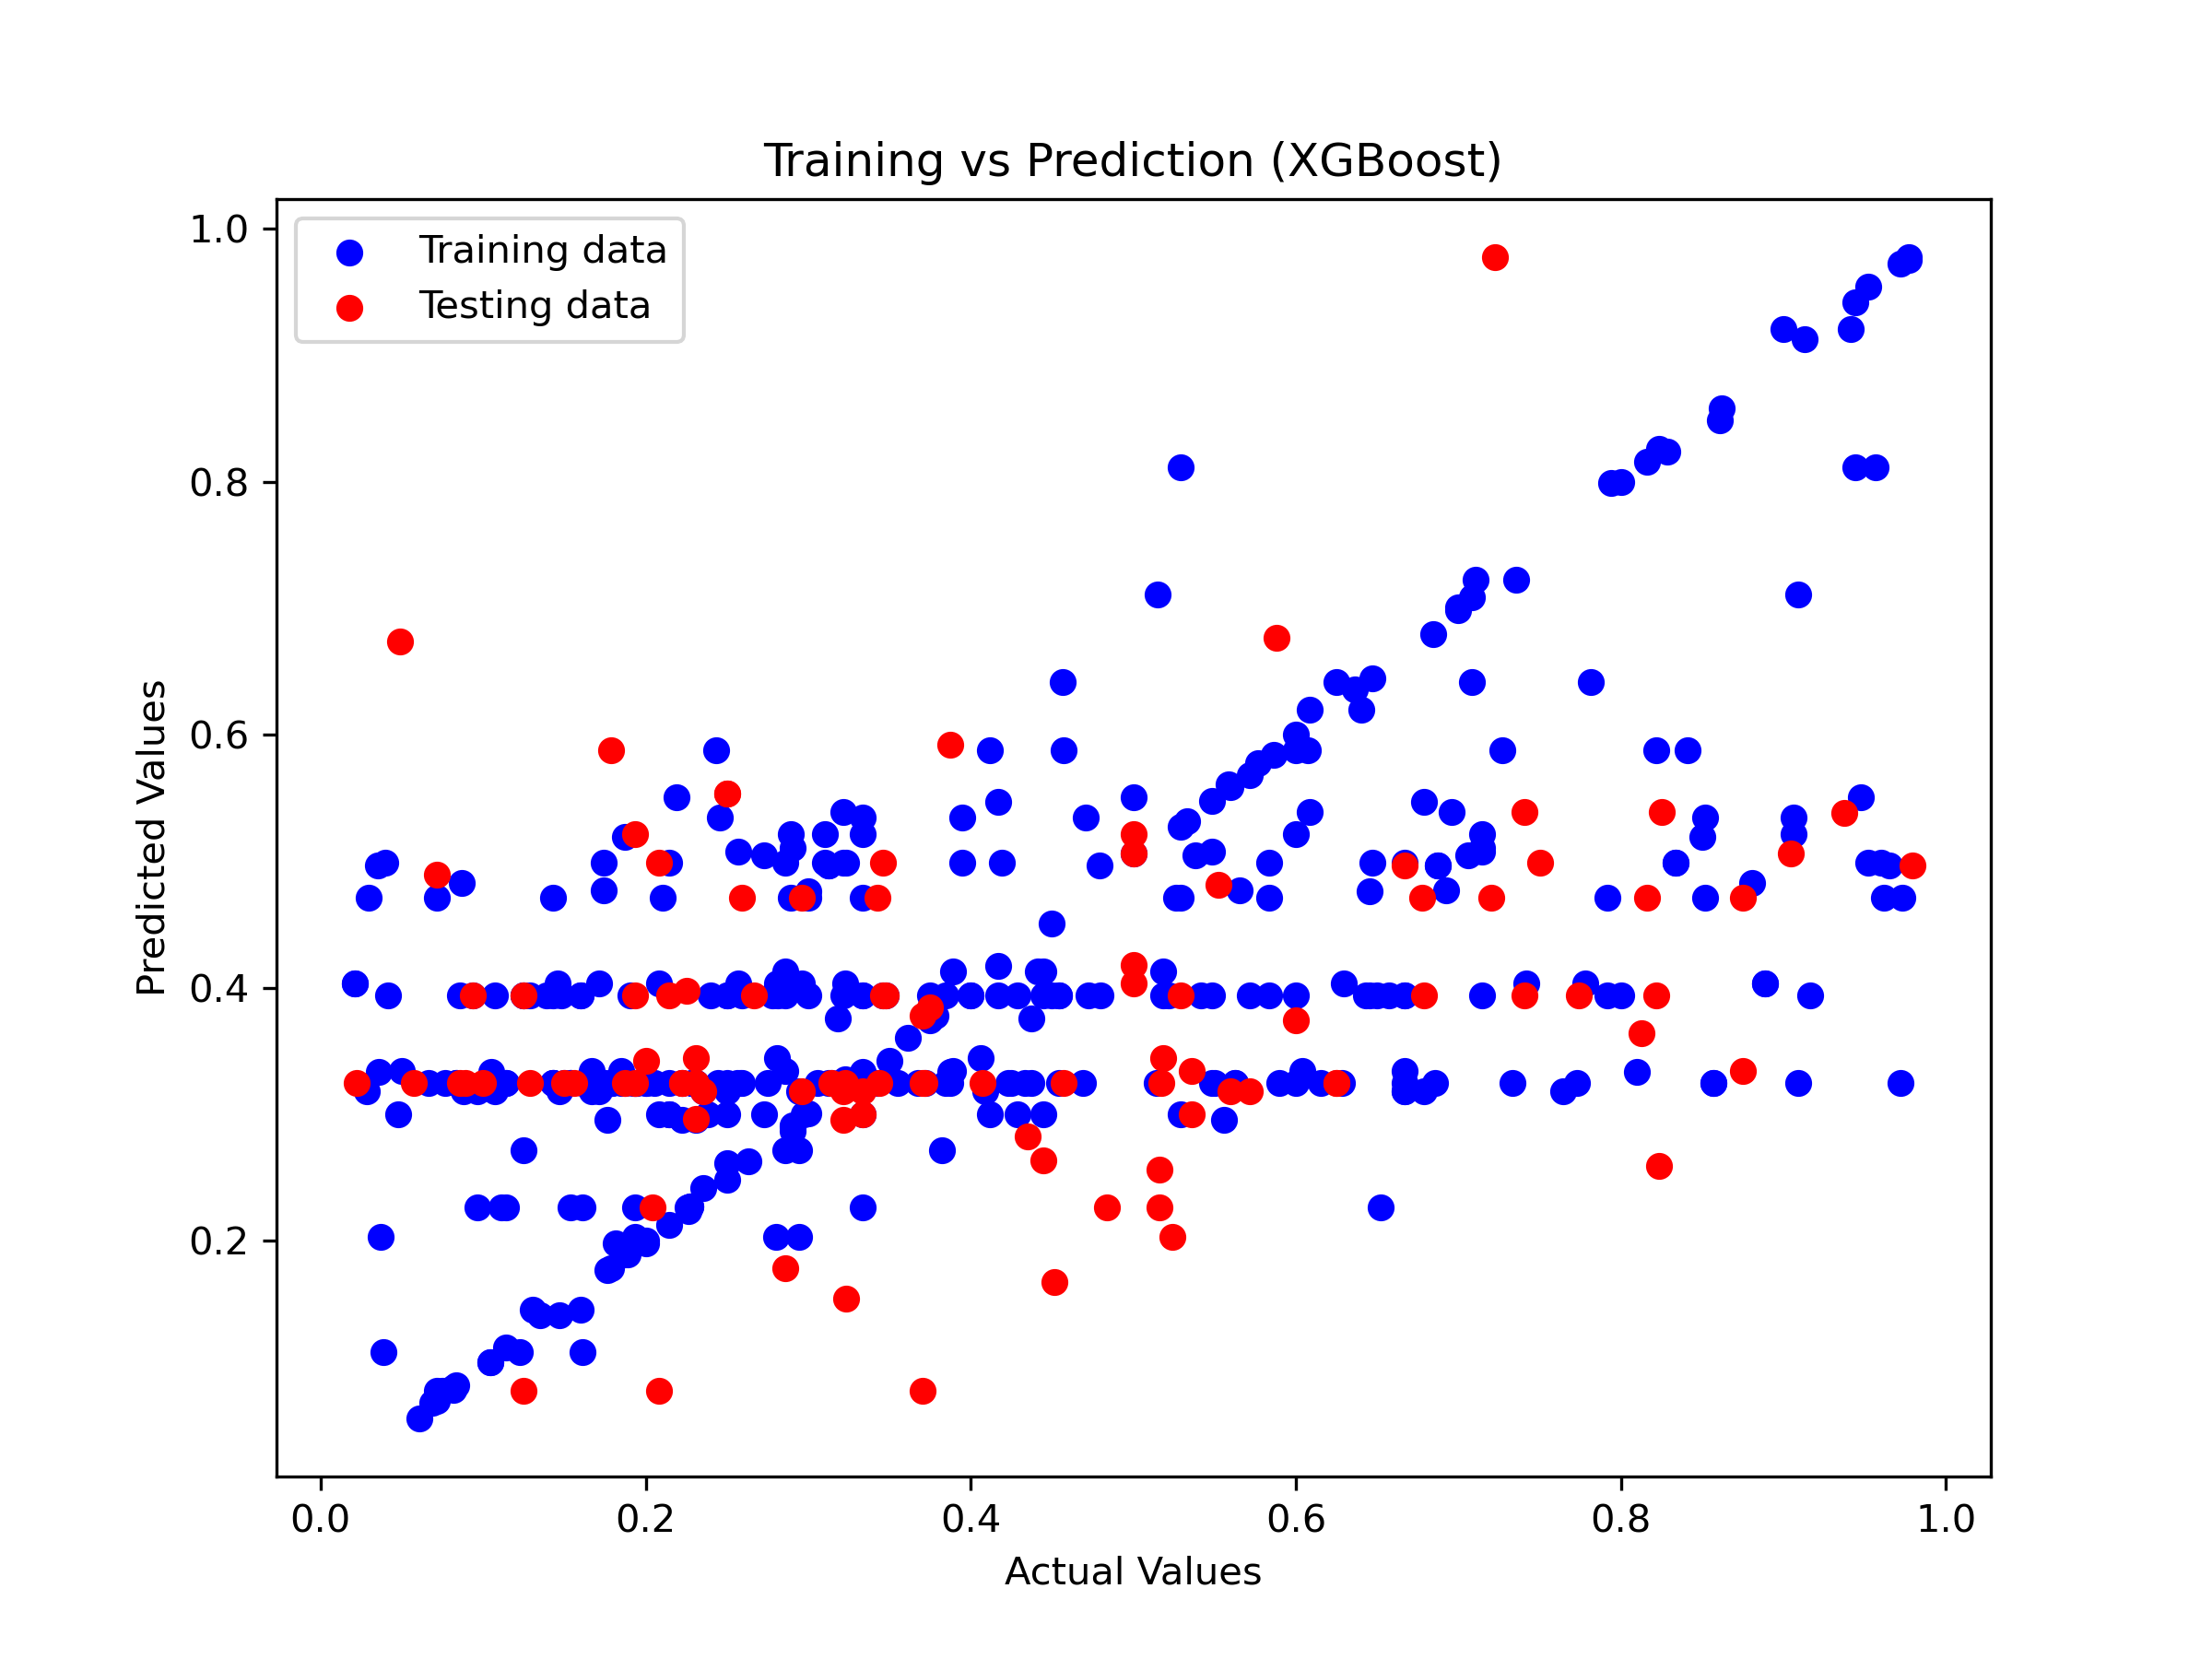 Training vs Prediction (XGBoost)
Training data
Testing data
Predicted Values
1.0
0.8
0.6
0.4
0.2
0.0 0.2 0.4 0.6 0.8 1.0
Actual Values